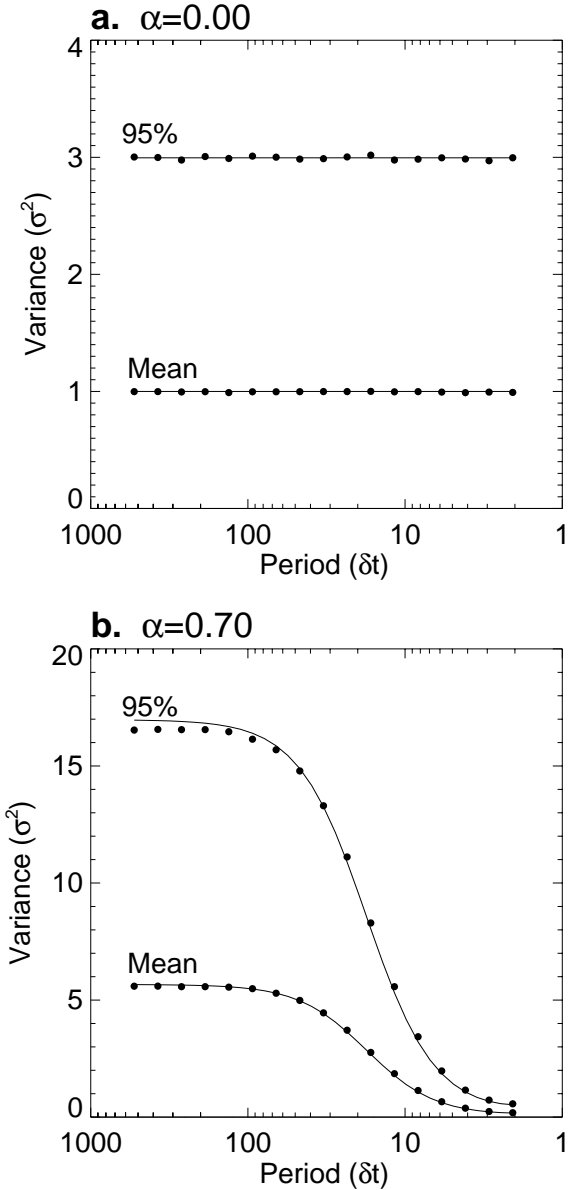 a. α=0.00
4
95%
3
Variance (σ²)
2
Mean
1
0
1000 100 10 1
Period (δt)
b. α=0.70
20
95%
15
Variance (σ²)
10
Mean
5
0
1000 100 10 1
Period (δt)